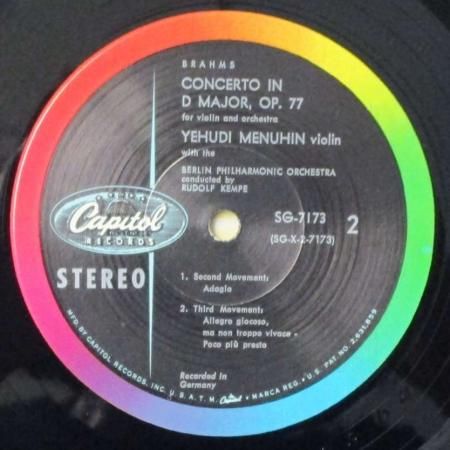 BRAHMS
CONCERTO IN
D MAJOR, OP. 77
for violin and orchestra
YEHUDI MENUHIN violin
with the
BERLIN PHILHARMONIC ORCHESTRA
conducted by
RUDOLF KEMPE
Capitol
RECORDS
STEREO
SG-7173
(SG-X-2-7173)
2
1. Second Movement:
Adagio
2. Third Movement:
Allegro giocoso,
ma non troppo vivace -
Poco più presto
Recorded in
Germany
MFD. BY CAPITOL RECORDS, INC. U.S.A. T.M. Capitol MARCA REG. • U.S. PAT. NO. 2,631,859